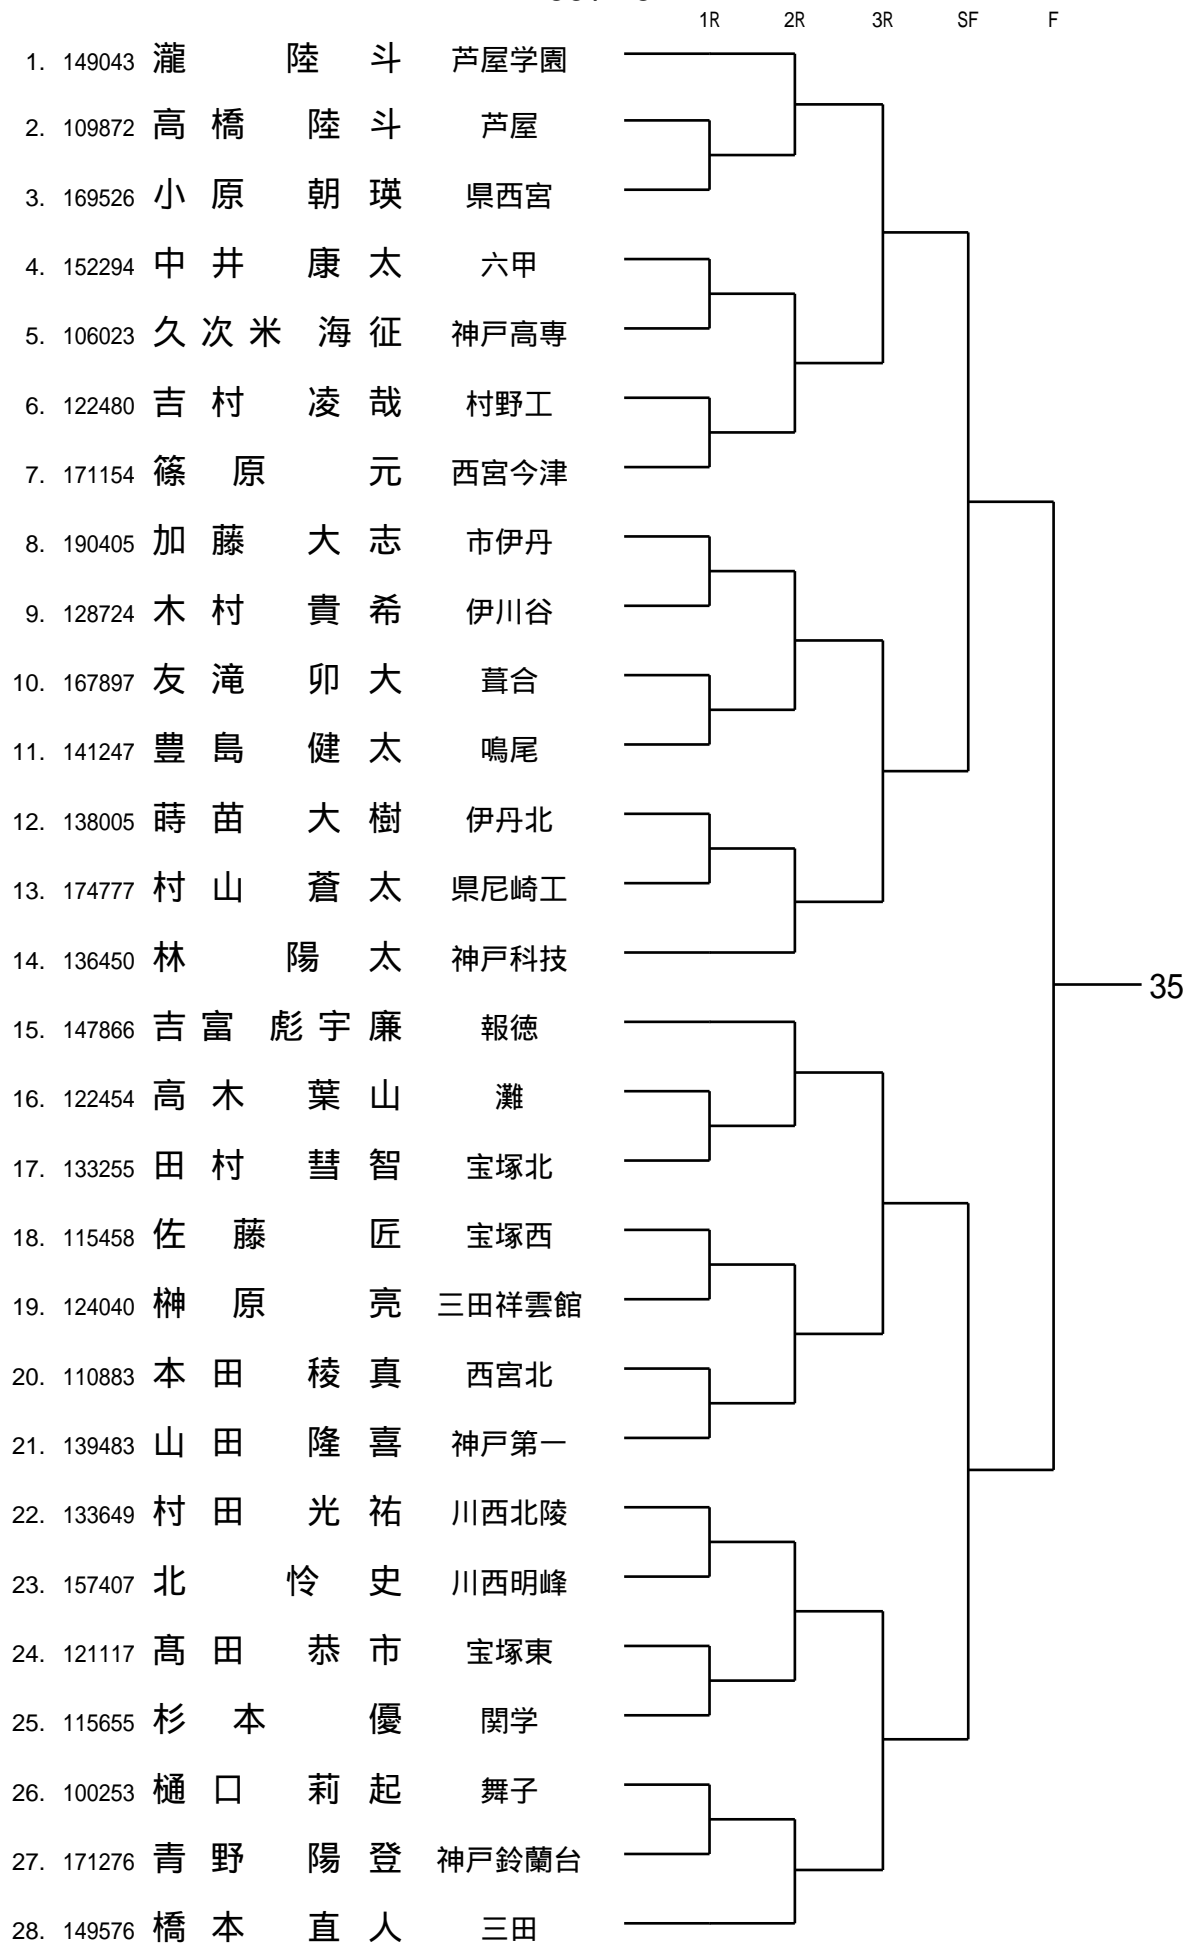 1R 2R 3R SF F
1. 149043 瀧 陸 斗 芦屋学園
2. 109872 高 橋 陸 斗 芦屋
3. 169526 小 原 朝 瑛 県西宮
4. 152294 中 井 康 太 六甲
5. 106023 久 次 米 海 征 神戸高専
6. 122480 吉 村 凌 哉 村野工
7. 171154 篠 原 元 西宮今津
8. 190405 加 藤 大 志 市伊丹
9. 128724 木 村 貴 希 伊川谷
10. 167897 友 滝 卯 大 葺合
11. 141247 豊 島 健 太 鳴尾
12. 138005 蒔 苗 大 樹 伊丹北
13. 174777 村 山 蒼 太 県尼崎工
14. 136450 林 陽 太 神戸科技
35
15. 147866 吉 富 彪 宇 廉 報徳
16. 122454 高 木 葉 山 灘
17. 133255 田 村 彗 智 宝塚北
18. 115458 佐 藤 匠 宝塚西
19. 124040 榊 原 亮 三田祥雲館
20. 110883 本 田 稜 真 西宮北
21. 139483 山 田 隆 喜 神戸第一
22. 133649 村 田 光 祐 川西北陵
23. 157407 北 怜 史 川西明峰
24. 121117 髙 田 恭 市 宝塚東
25. 115655 杉 本 優 関学
26. 100253 樋 口 莉 起 舞子
27. 171276 青 野 陽 登 神戸鈴蘭台
28. 149576 橋 本 直 人 三田